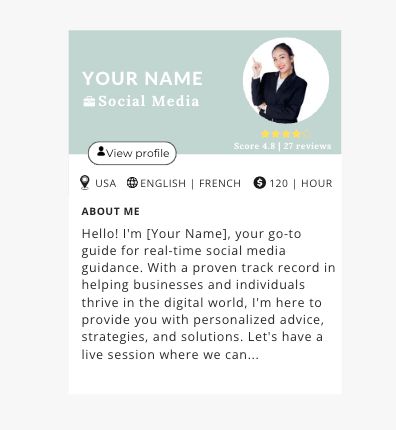 YOUR NAME
Social Media
Score 4.8 | 27 reviews
View profile
USA ENGLISH | FRENCH 120 | HOUR
ABOUT ME
Hello! I'm [Your Name], your go-to
guide for real-time social media
guidance. With a proven track record in
helping businesses and individuals
thrive in the digital world, I'm here to
provide you with personalized advice,
strategies, and solutions. Let's have a
live session where we can...